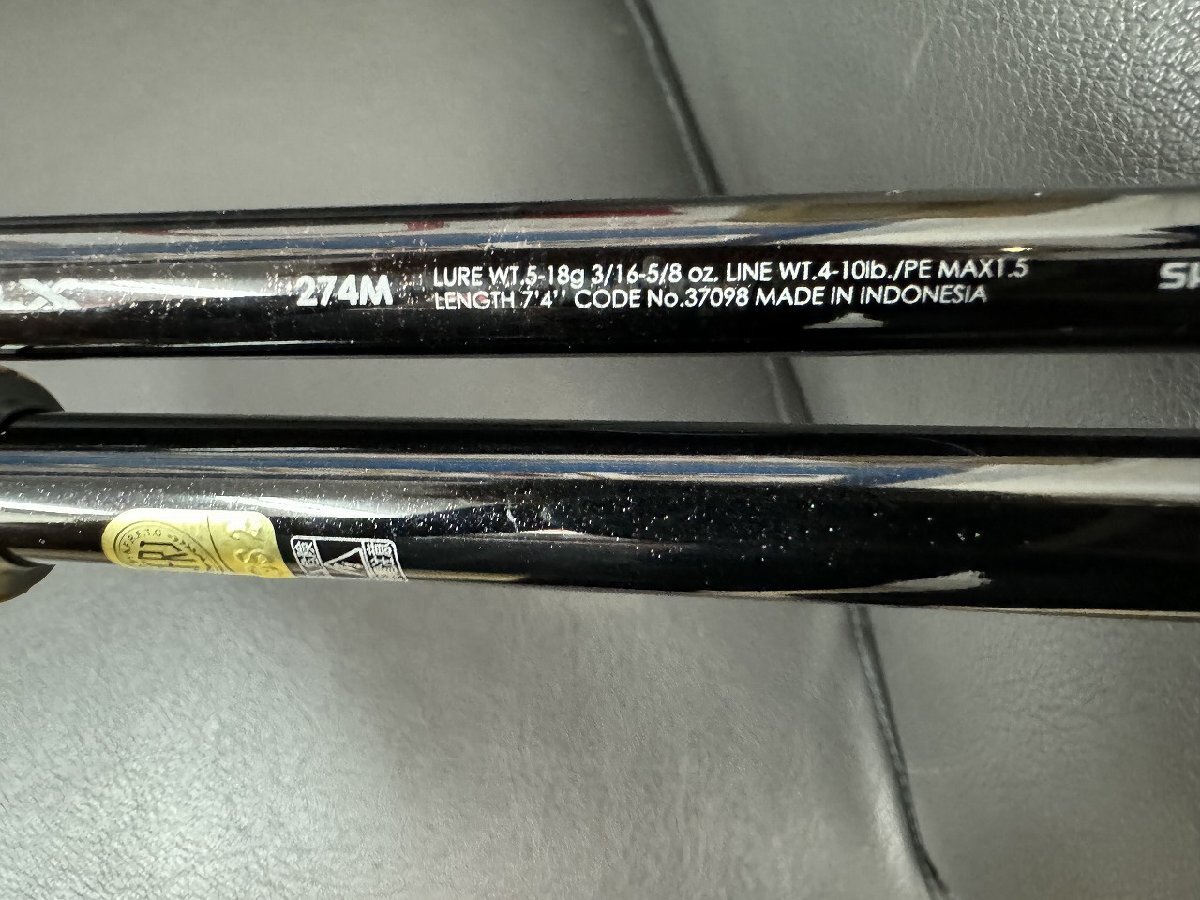 LX 274M LURE WT.5-18g 3/16-5/8 oz. LINE WT.4-10lb./PE MAX1.5
LENGTH 7'4'' CODE No.37098 MADE IN INDONESIA